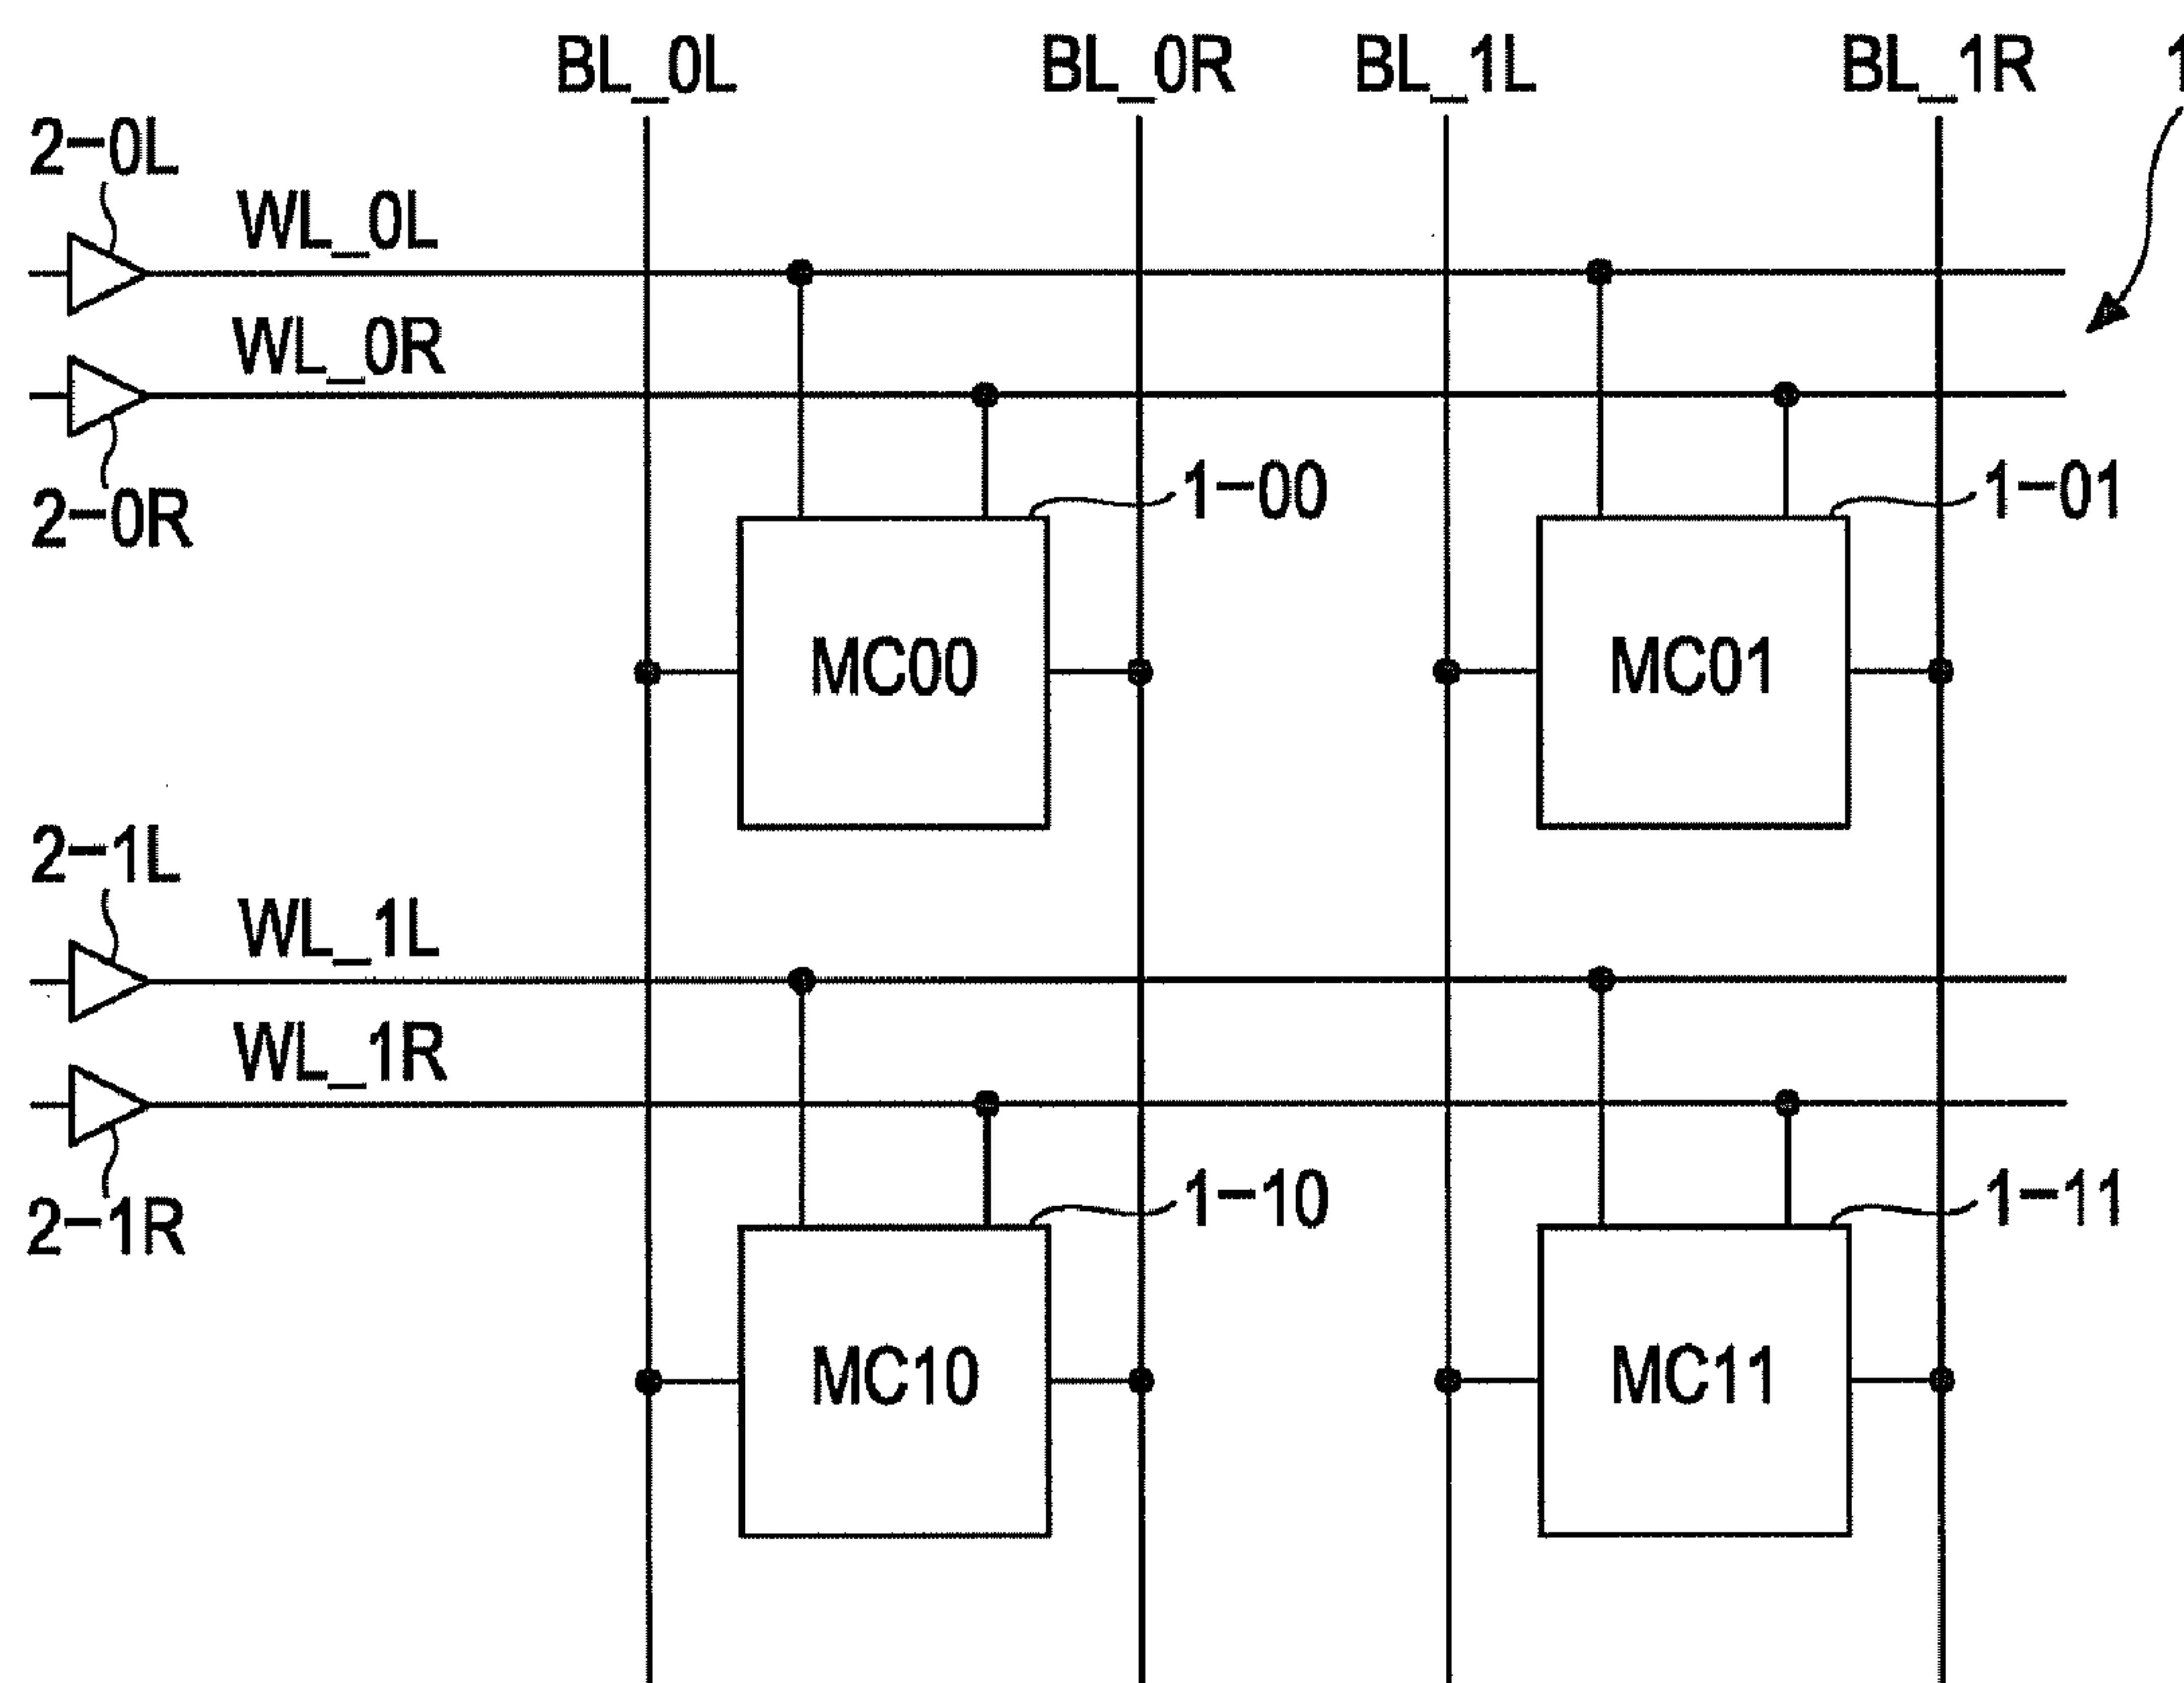 BL_0L BL_0R BL_1L BL_1R 1
2-0L
WL_0L
WL_0R
2-0R
1-00 1-01
MC00 MC01
2-1L
WL_1L
WL_1R
2-1R
1-10 1-11
MC10 MC11